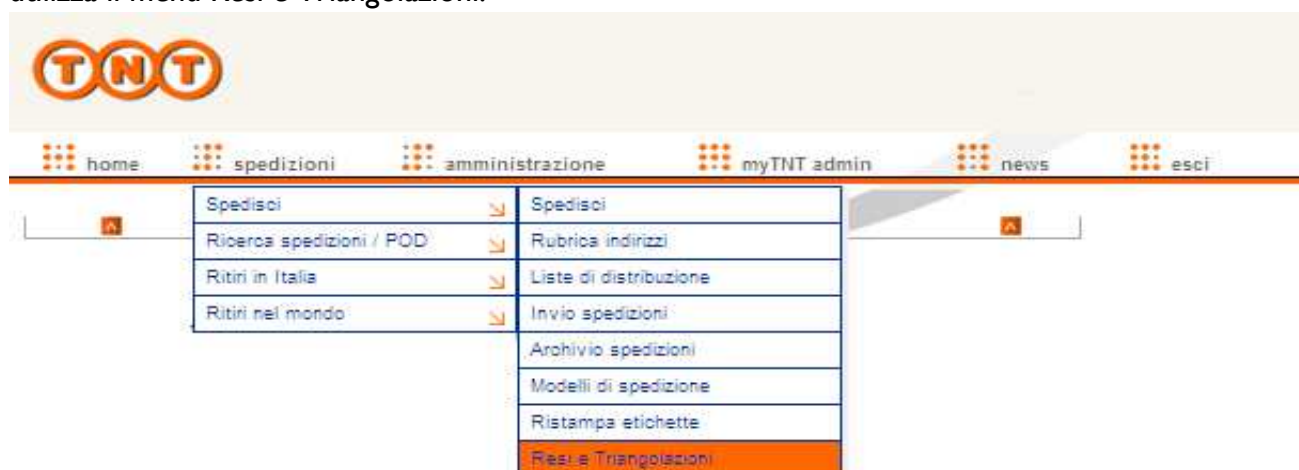 utilizza il menu Resi e Triangolazioni.
TNT
home spedizioni amministrazione myTNT admin news esci
Spedisci Spedisci
Ricerca spedizioni / POD Rubrica indirizzi
Ritiri in Italia Liste di distribuzione
Ritiri nel mondo Invio spedizioni
Archivio spedizioni
Modelli di spedizione
Ristampa etichette
Resi e Triangolazioni